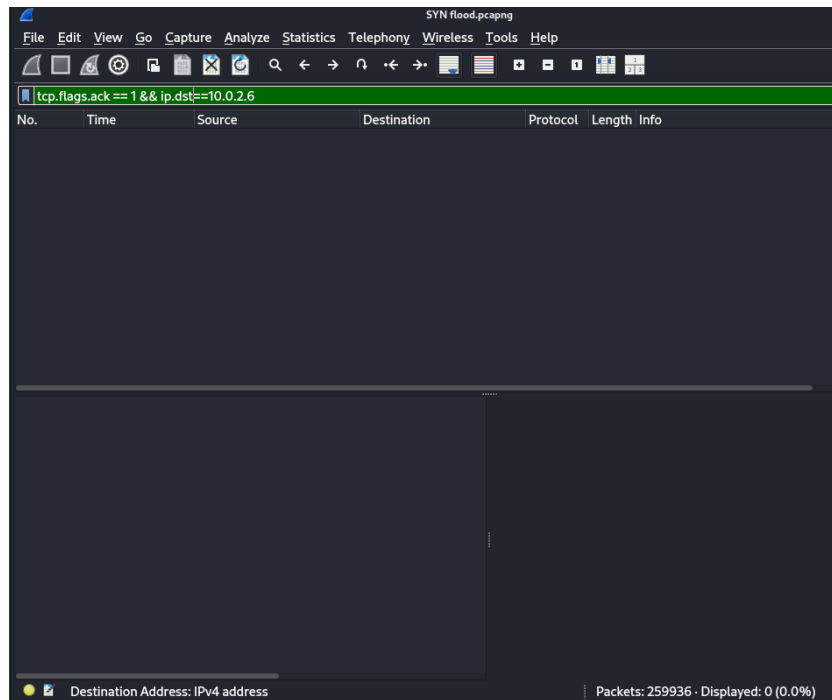 SYN flood.pcapng
File Edit View Go Capture Analyze Statistics Telephony Wireless Tools Help
tcp.flags.ack == 1 && ip.dst==10.0.2.6
No. Time Source Destination Protocol Length Info
Destination Address: IPv4 address Packets: 259936 · Displayed: 0 (0.0%)